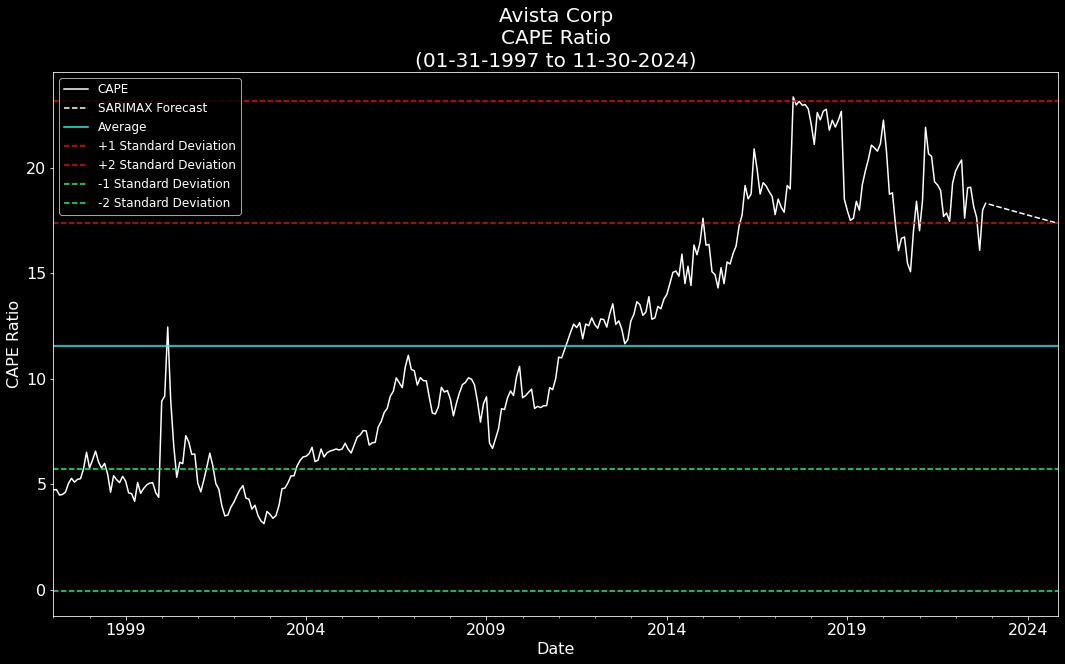 Avista Corp
CAPE Ratio
(01-31-1997 to 11-30-2024)
CAPE
SARIMAX Forecast
Average
+1 Standard Deviation
+2 Standard Deviation
-1 Standard Deviation
-2 Standard Deviation
CAPE Ratio
20
15
10
5
0
1999 2004 2009 2014 2019 2024
Date